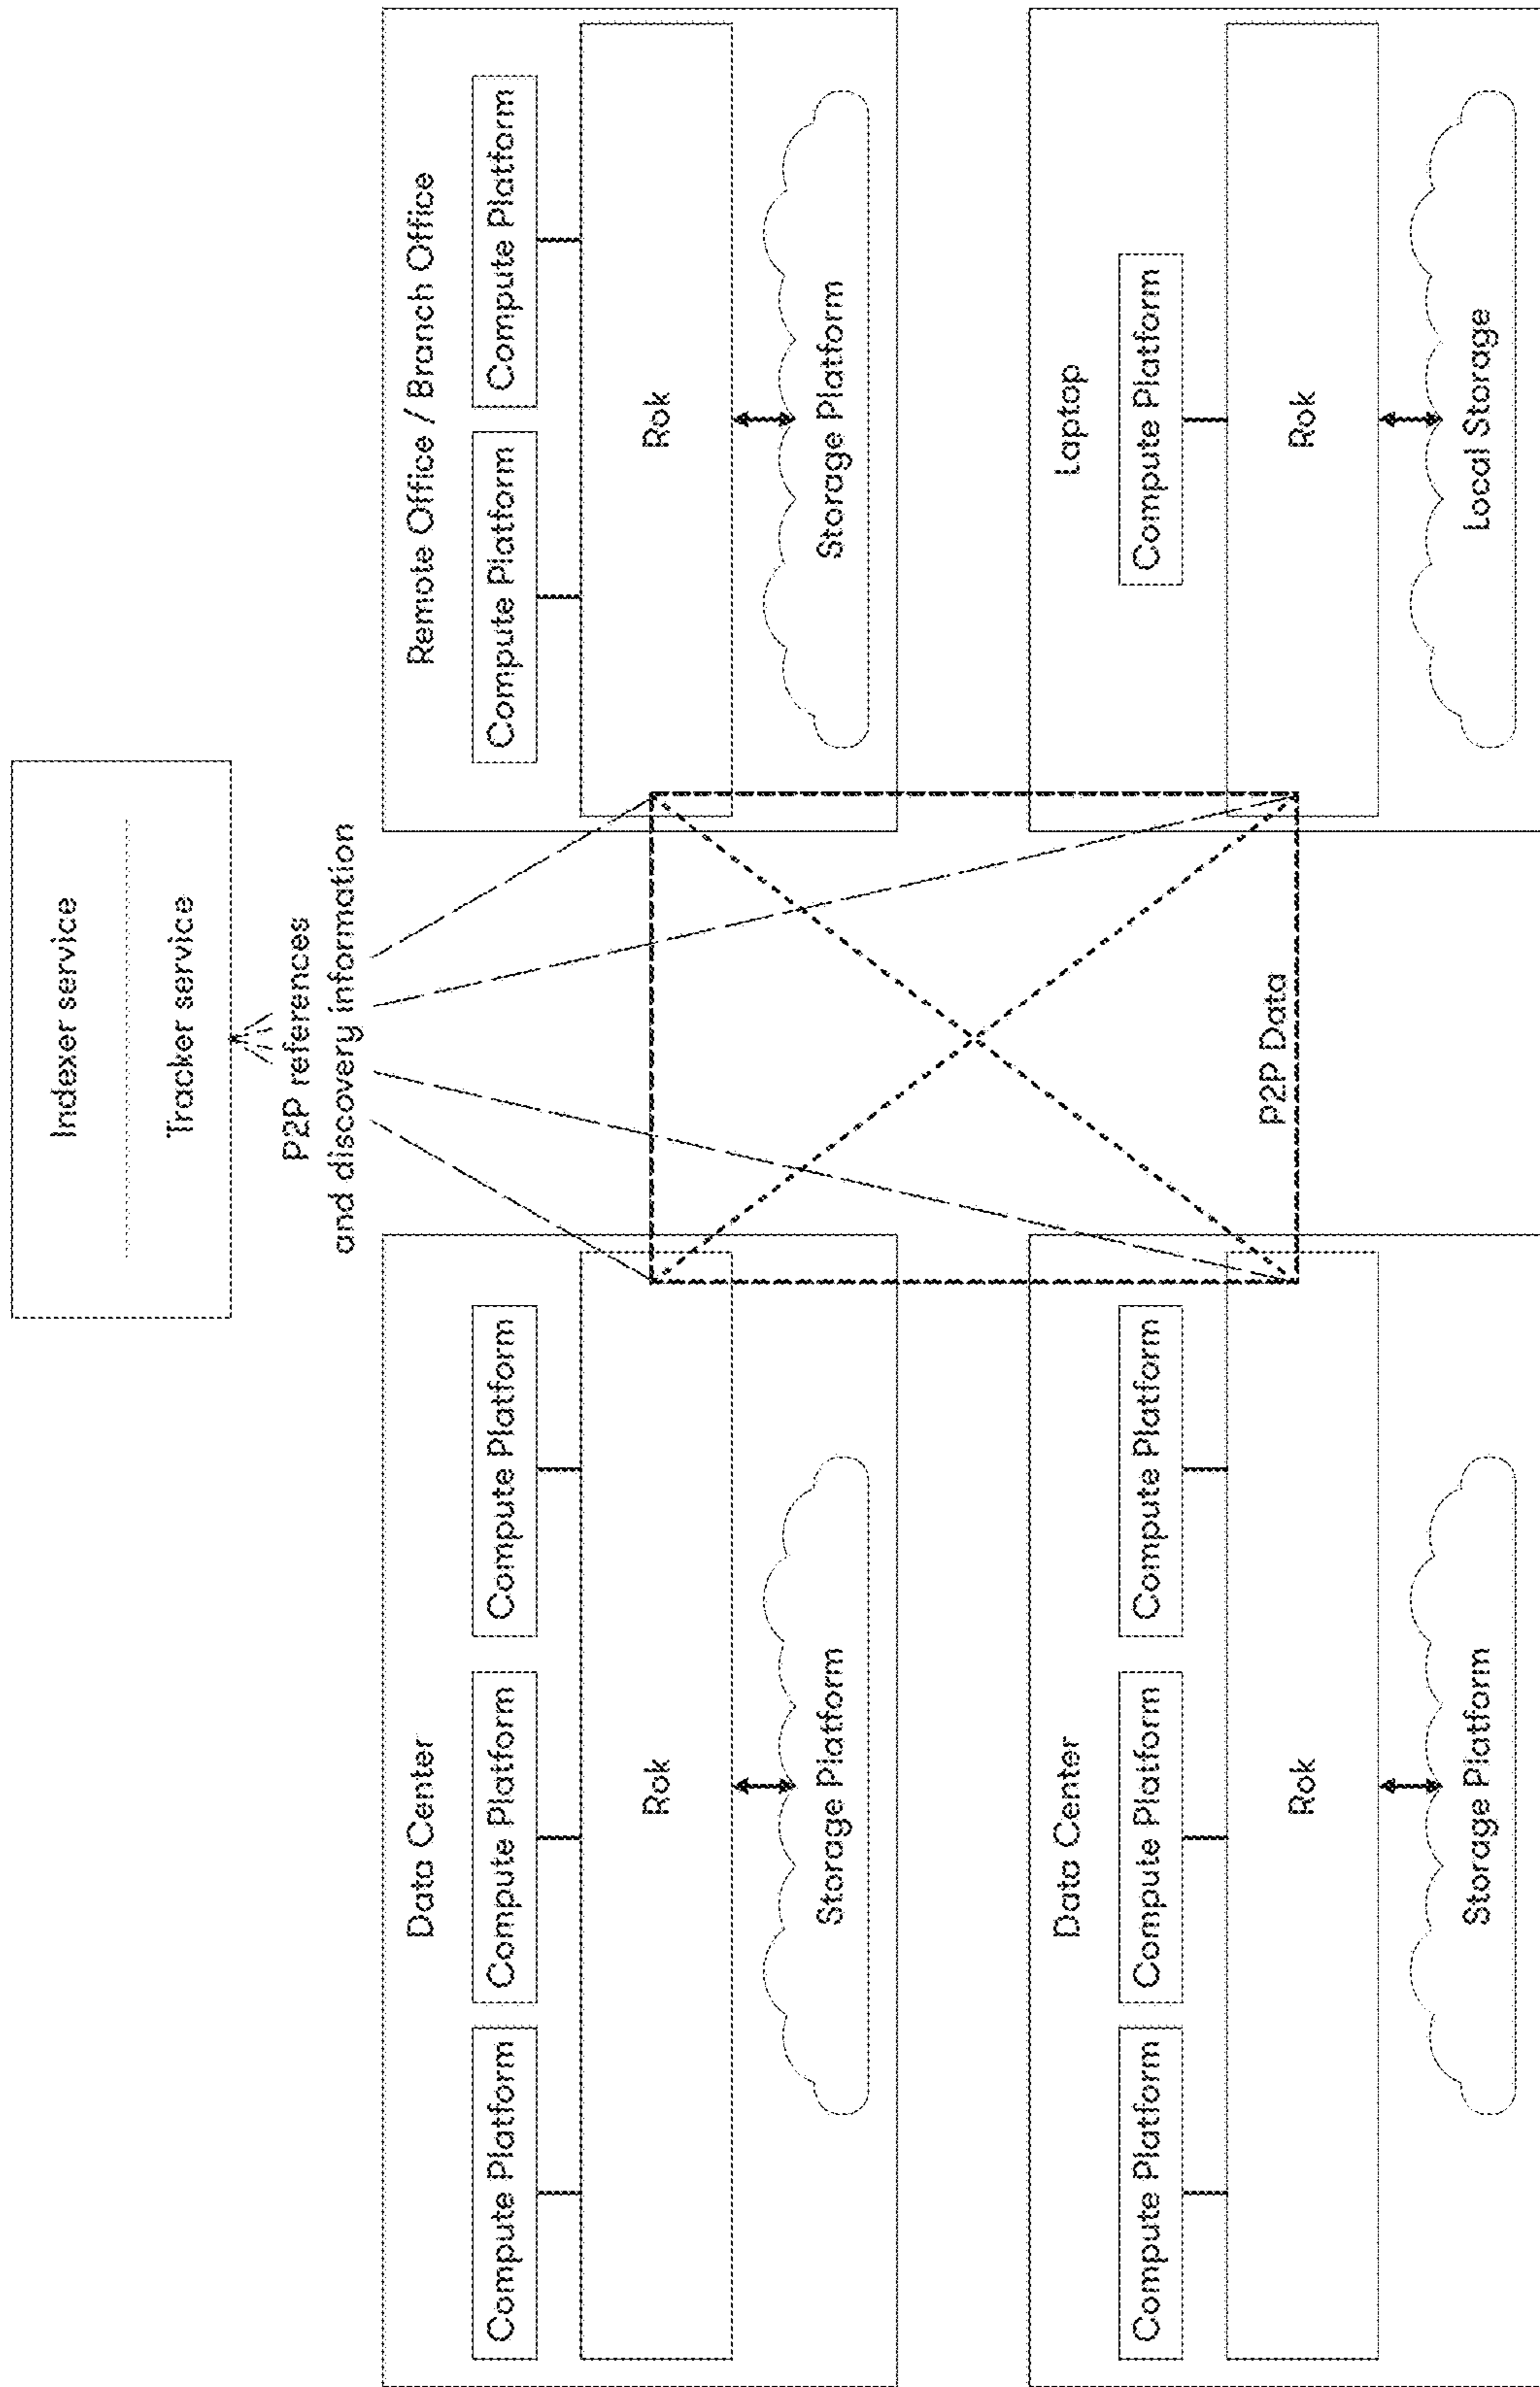 Indexer service
Tracker service
P2P references
and discovery information
Data Center
Compute Platform
Compute Platform
Compute Platform
Rok
Storage Platform
Remote Office / Branch Office
Compute Platform
Compute Platform
Rok
Storage Platform
Data Center
Compute Platform
Compute Platform
Compute Platform
Rok
Storage Platform
P2P Data
Laptop
Compute Platform
Rok
Local Storage